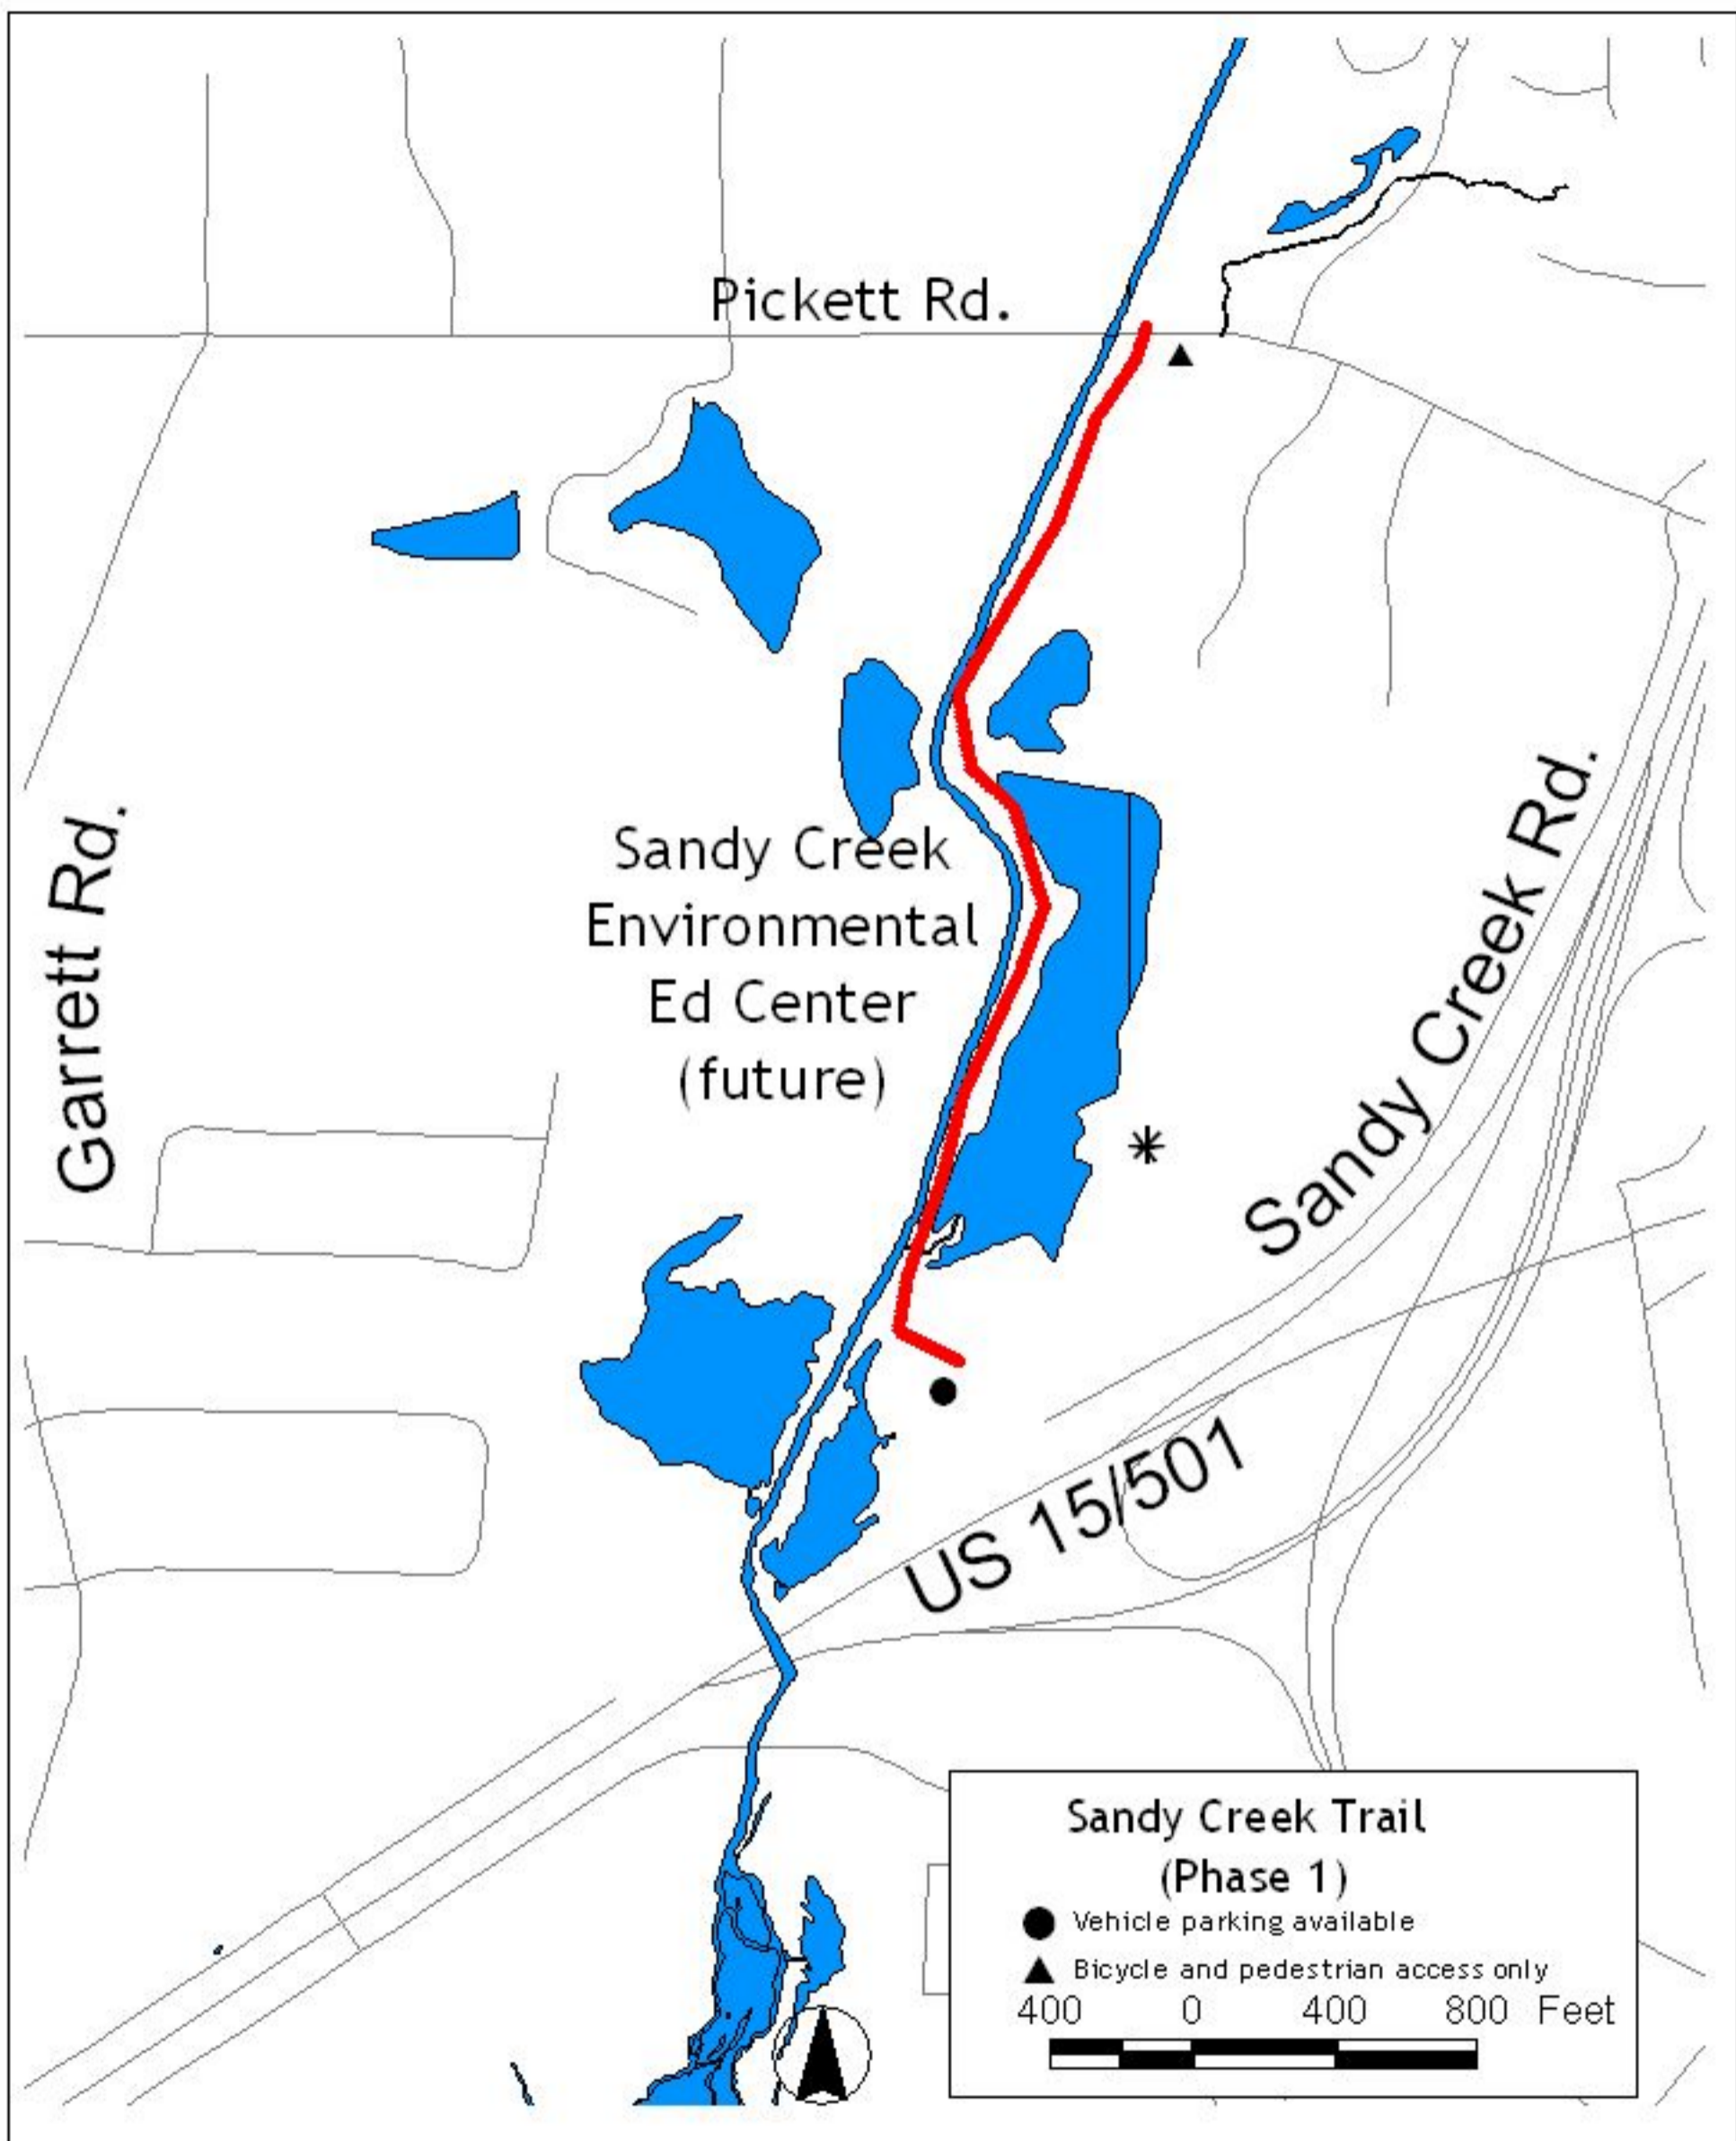 Pickett Rd.
Garrett Rd.
Sandy Creek
Environmental
Ed Center
(future)
Sandy Creek Rd.
US 15/501
Sandy Creek Trail
(Phase 1)
Vehicle parking available
Bicycle and pedestrian access only
400 0 400 800 Feet